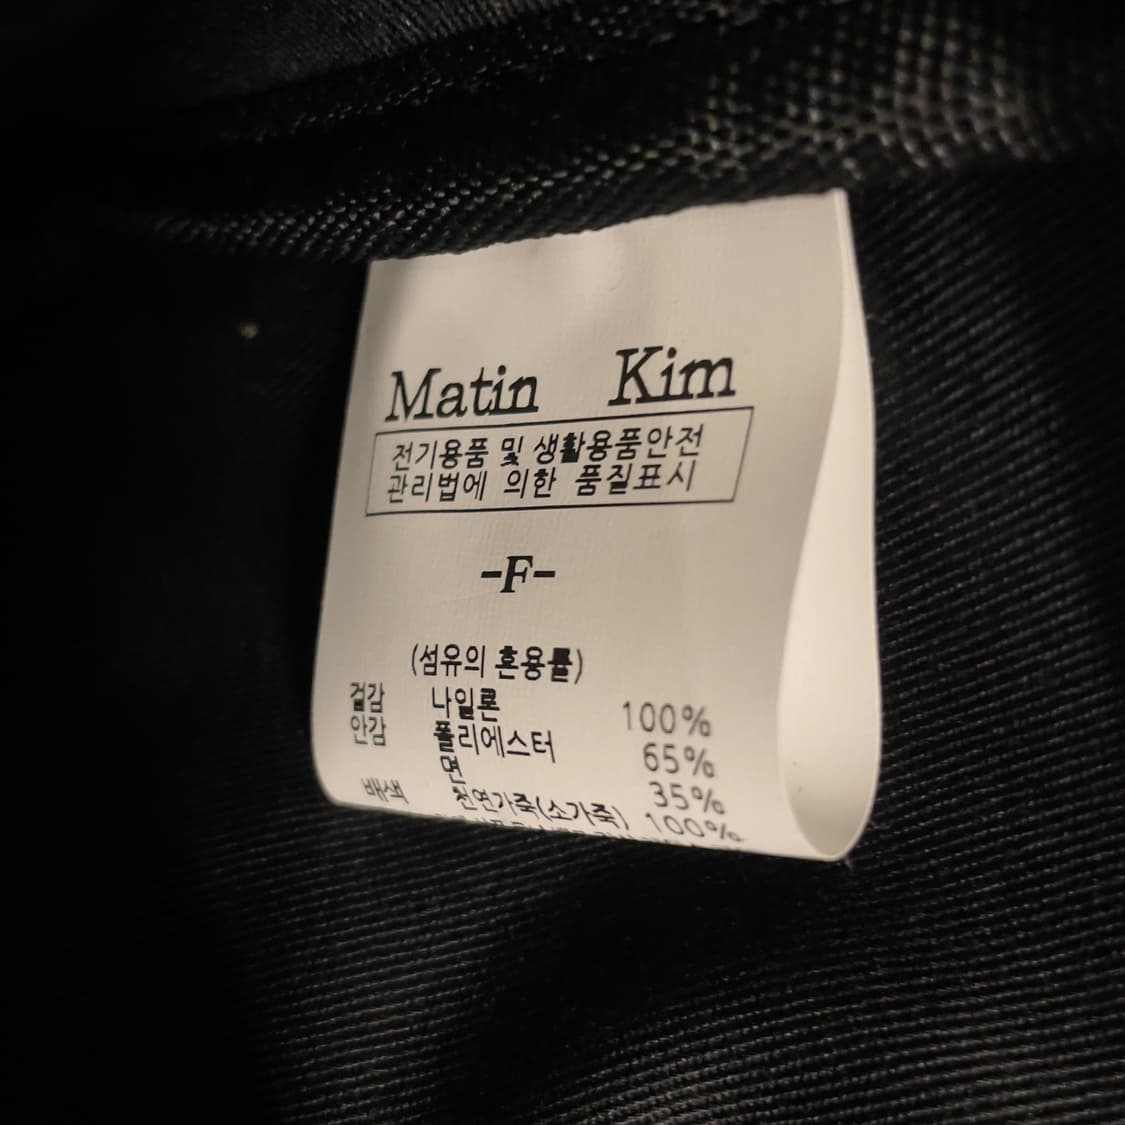 Matin Kim
전기용품 및 생활용품안전
관리법에 의한 품질표시
-F-
(섬유의 혼용률)
겉감 나일론 100%
안감 폴리에스터 65%
면 35%
배색 천연가죽(소가죽) 100%